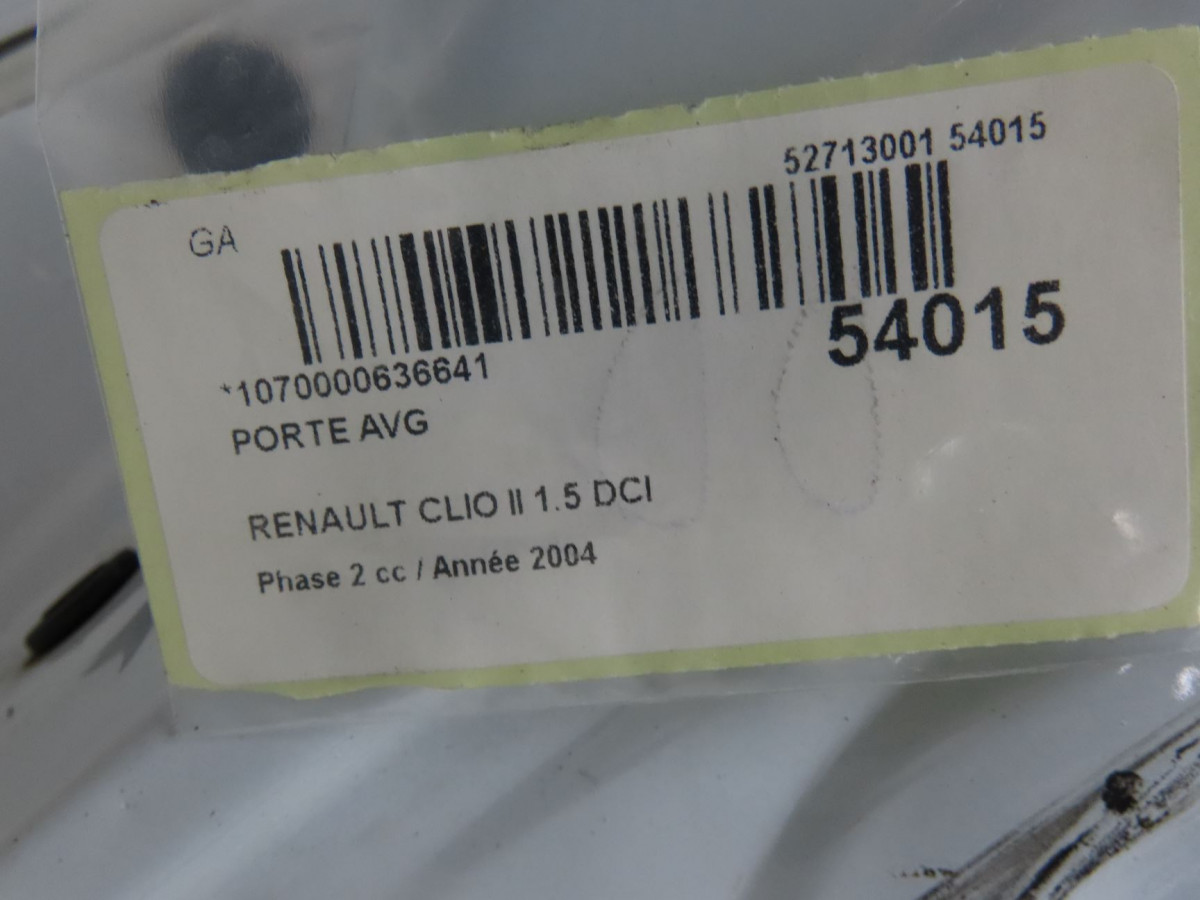 52713001 54015
GA
54015
*1070000636641
PORTE AVG
RENAULT CLIO II 1.5 DCI
Phase 2 cc / Année 2004